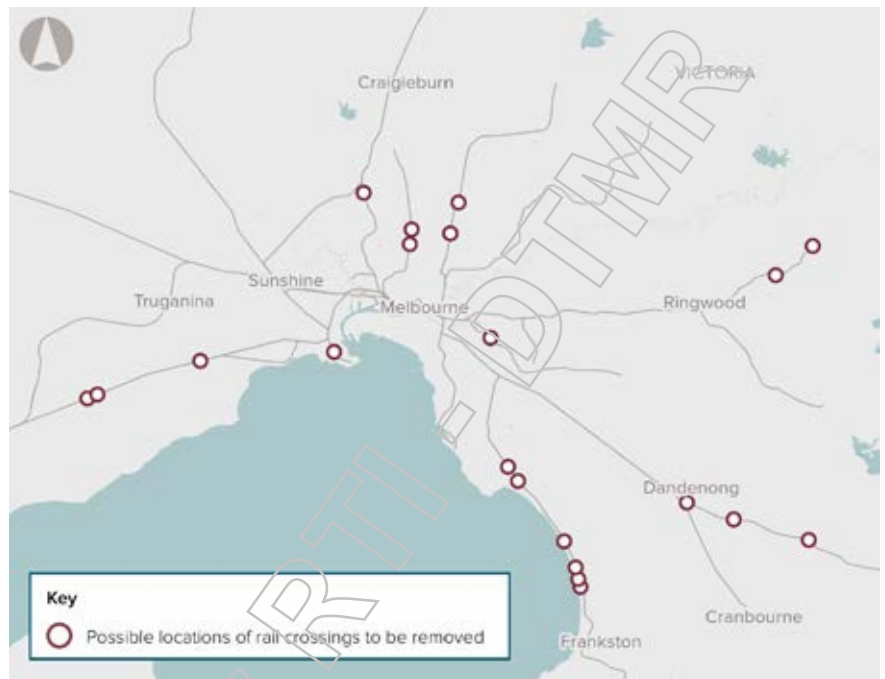 Craigleburn
VICTORIA
Sunshine
Truganina
Melbourne
Ringwood
Dandenong
Cranbourne
Frankston
Key
Possible locations of rail crossings to be removed
RTI - DTMR